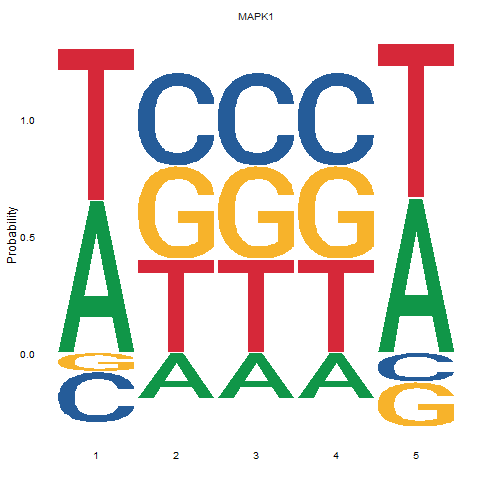 MAPK1
Probability
1.0
0.5
0.0
T C C C T
A G G G A
G T T T C
C A A A G
1 2 3 4 5